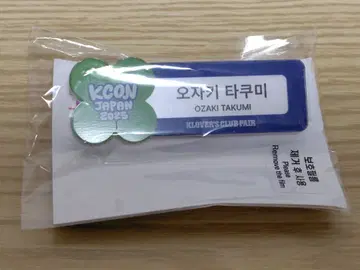 KCON
JAPAN
2025
오자키 타쿠미
OZAKI TAKUMI
KLOVER'S CLUB PAIR
보호필름
제거 후 사용
Please
Remove the film